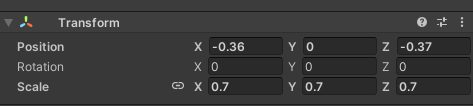 Transform
Position X -0.36 Y 0 Z -0.37
Rotation X 0 Y 0 Z 0
Scale X 0.7 Y 0.7 Z 0.7